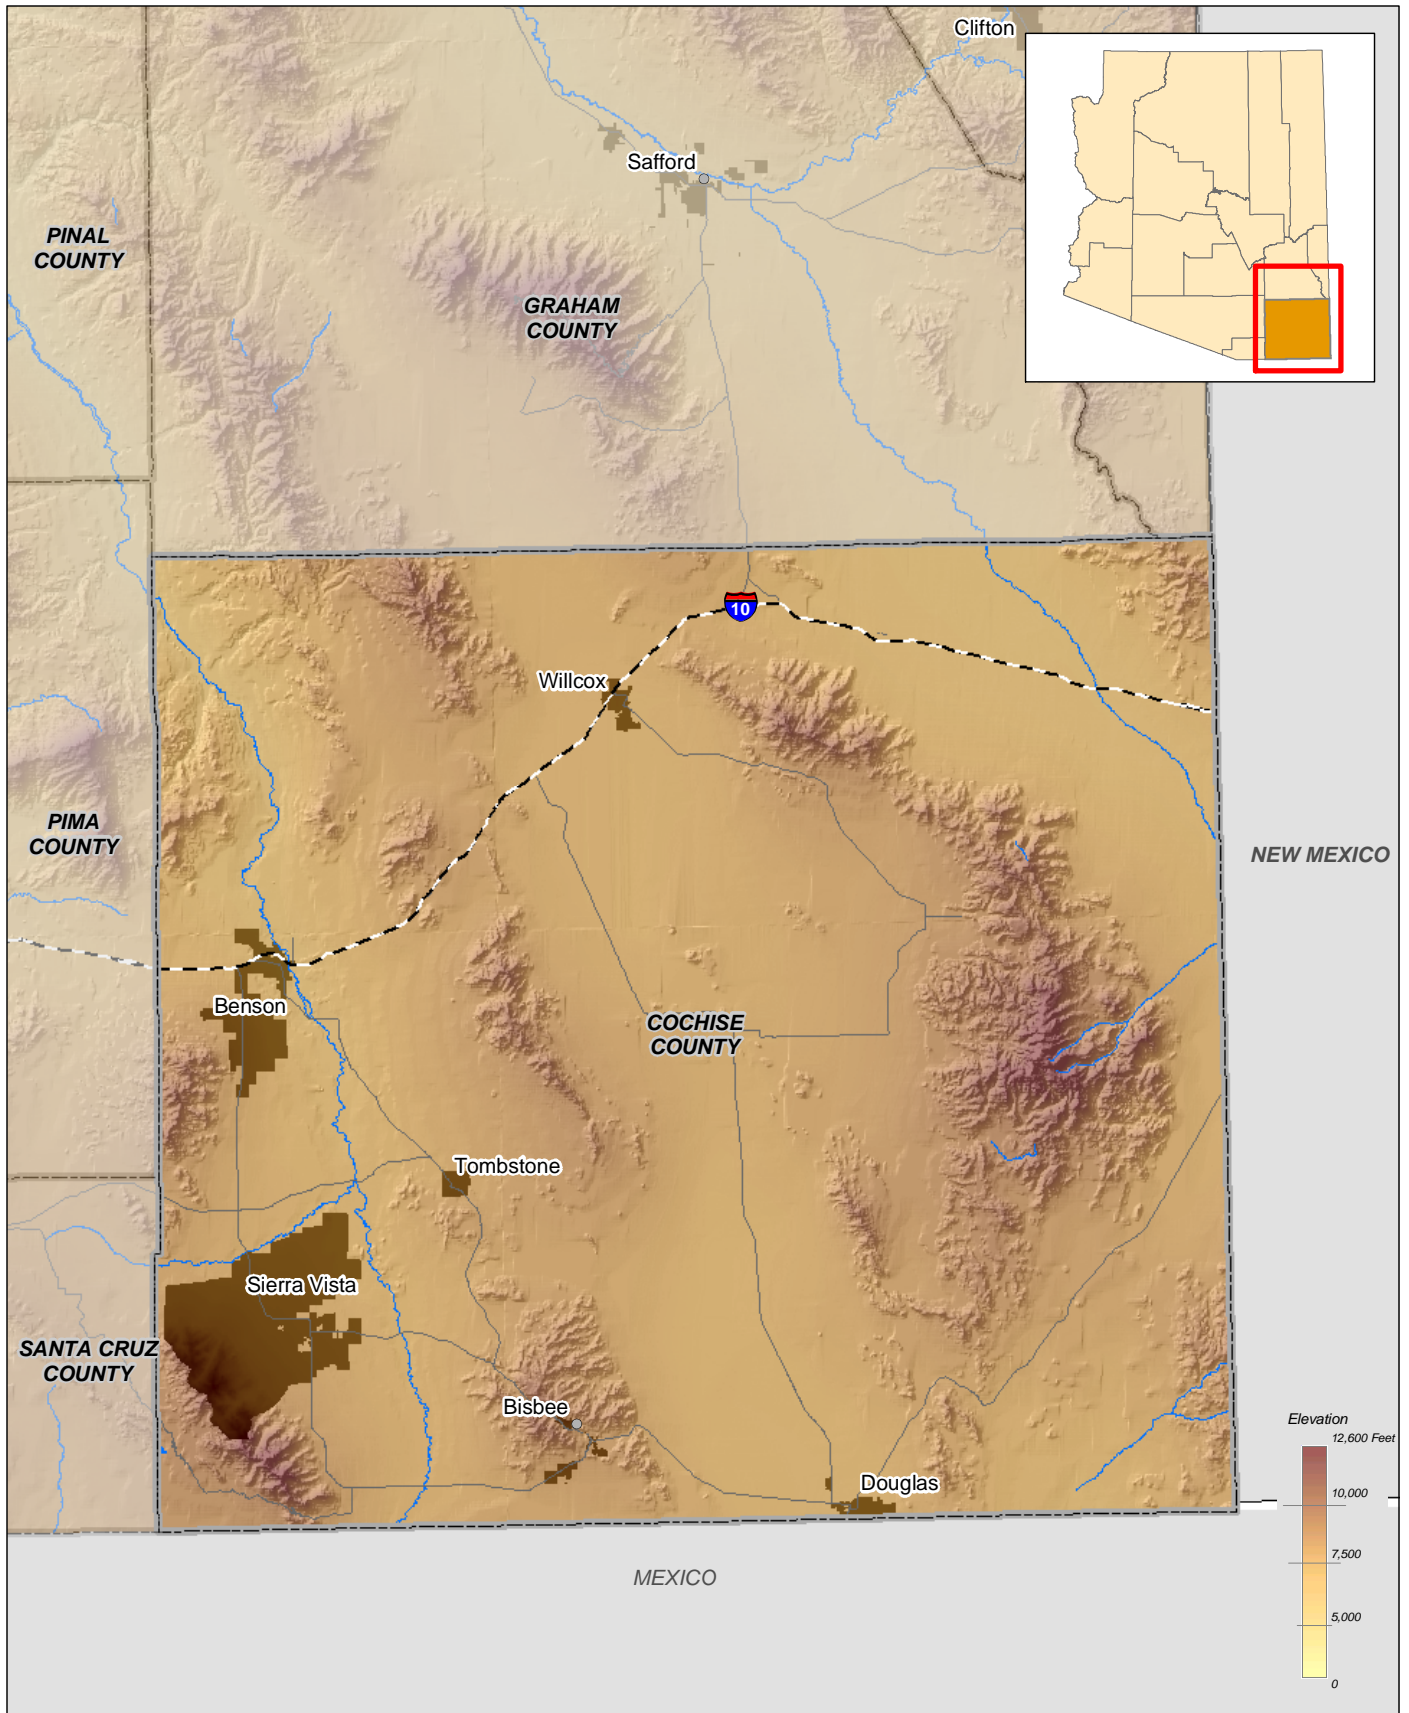 Clifton
Safford
PINAL
COUNTY
GRAHAM
COUNTY
10
Willcox
PIMA
COUNTY
NEW MEXICO
Benson
COCHISE
COUNTY
Tombstone
Sierra Vista
SANTA CRUZ
COUNTY
Bisbee
Douglas
Elevation
12,600 Feet
10,000
7,500
5,000
0
MEXICO